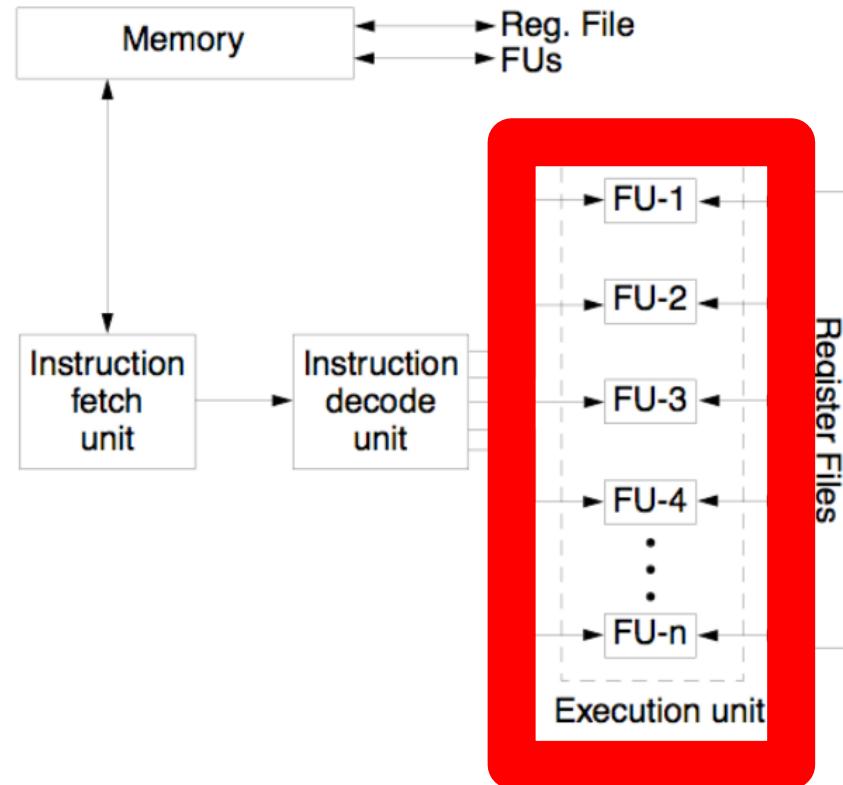 Memory
Reg. File
FUs
Instruction
fetch
unit
Instruction
decode
unit
FU-1
FU-2
FU-3
FU-4
FU-n
Execution unit
Register Files